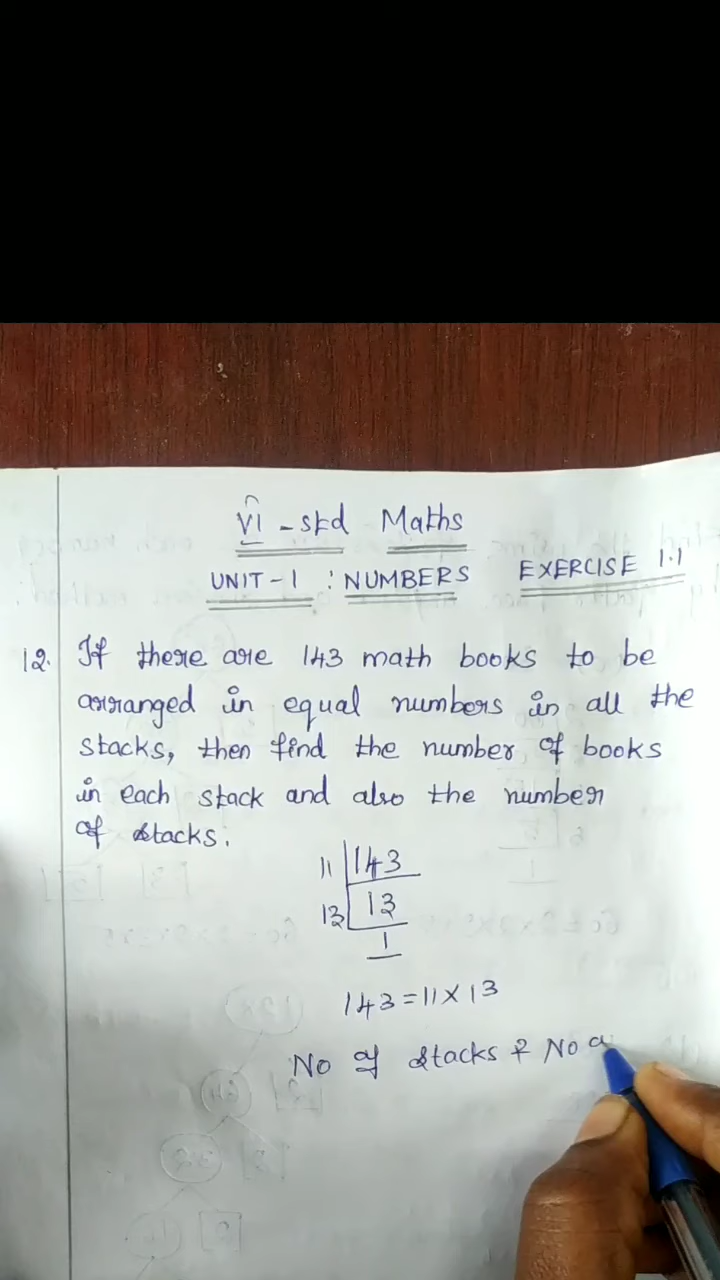 VI - std Maths
UNIT - 1 : NUMBERS EXERCISE 1.1
12. If there are 143 math books to be
arranged in equal numbers in all the
stacks, then find the number of books
in each stack and also the number
of stacks.
11 143
13 13
1
143 = 11 X 13
No of stacks & No o